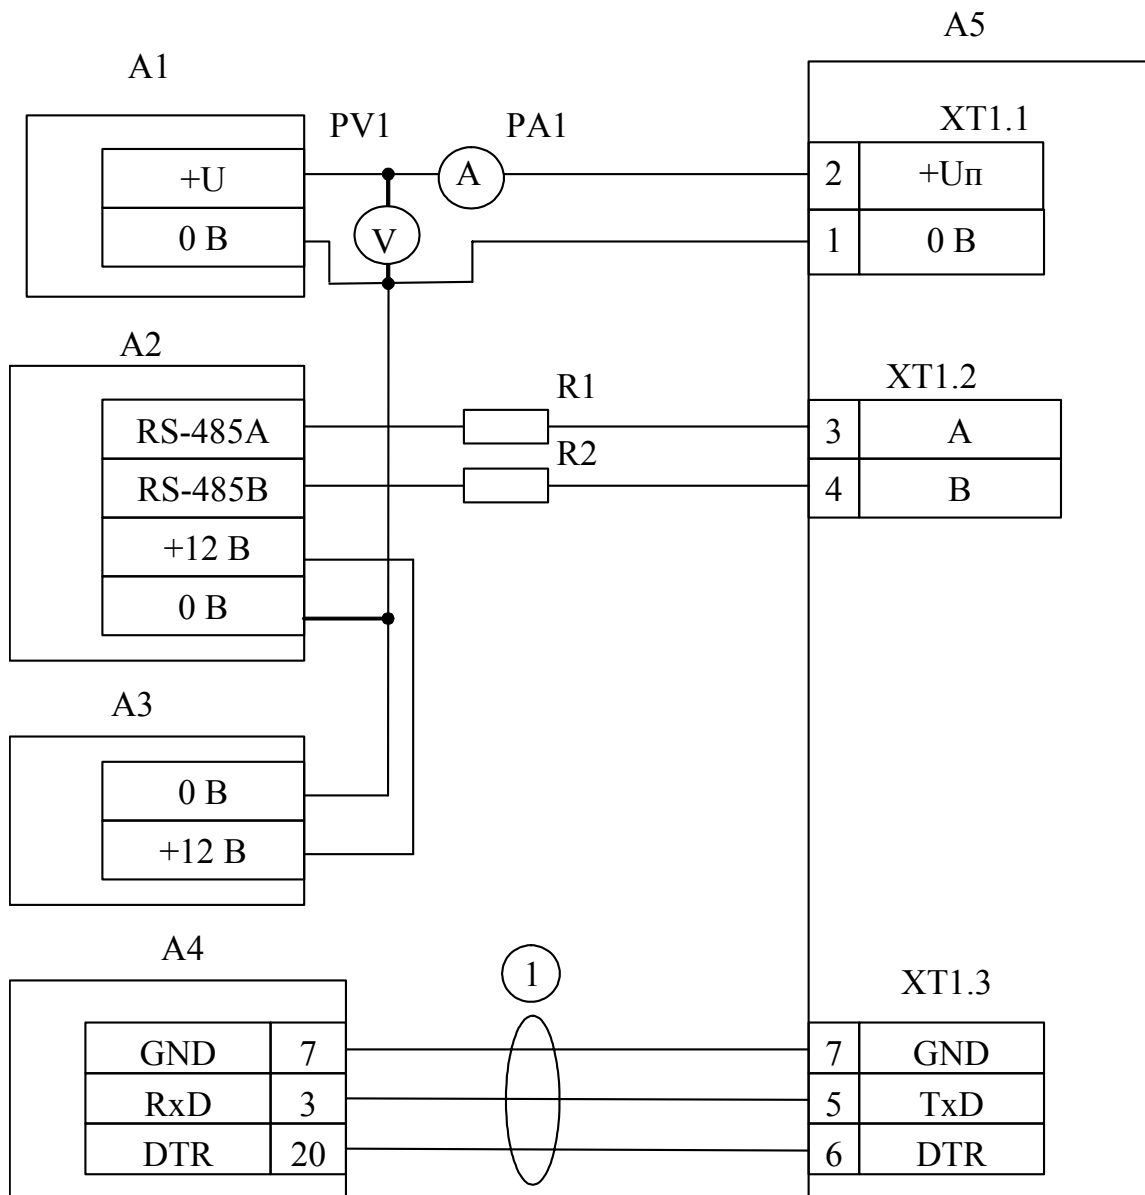 A5
A1
PV1
PA1
XT1.1
+U
A
2
+Uп
0 В
V
1
0 В
A2
R1
XT1.2
RS-485A
3
A
R2
RS-485B
4
B
+12 В
0 В
A3
0 В
+12 В
A4
1
XT1.3
GND
7
7
GND
RxD
3
5
TxD
DTR
20
6
DTR